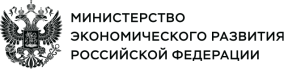 МИНИСТЕРСТВО
ЭКОНОМИЧЕСКОГО РАЗВИТИЯ
РОССИЙСКОЙ ФЕДЕРАЦИИ